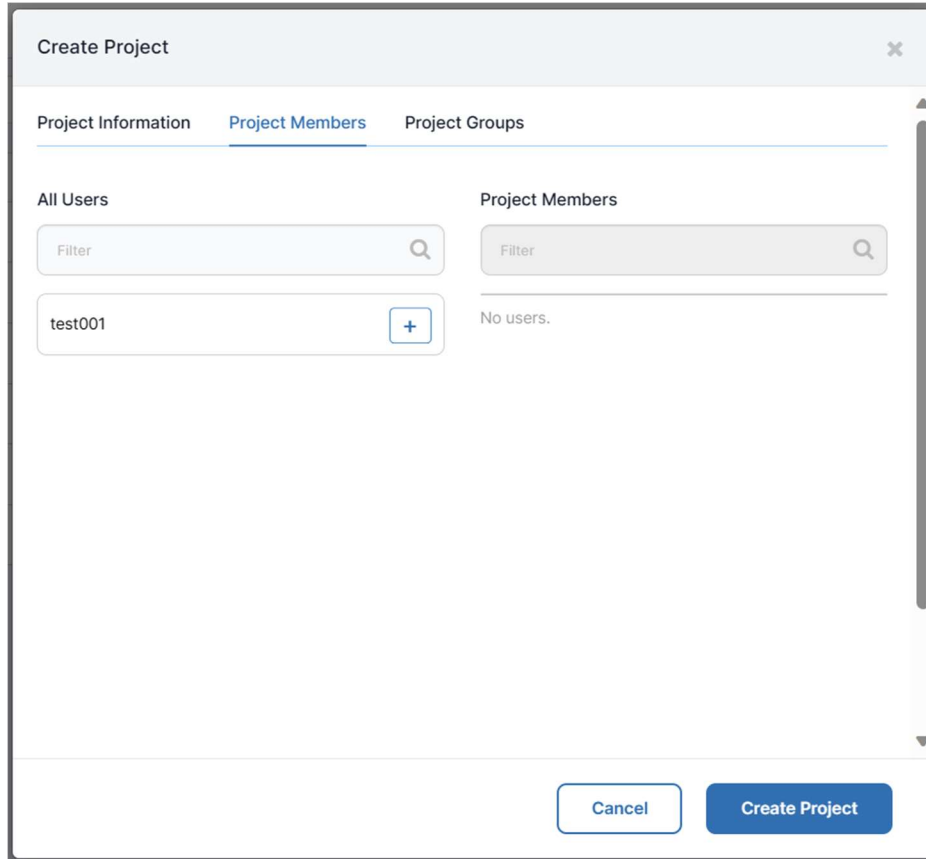 Create Project
Project Information Project Members Project Groups
All Users
Filter
test001
+
Project Members
Filter
No users.
Cancel Create Project